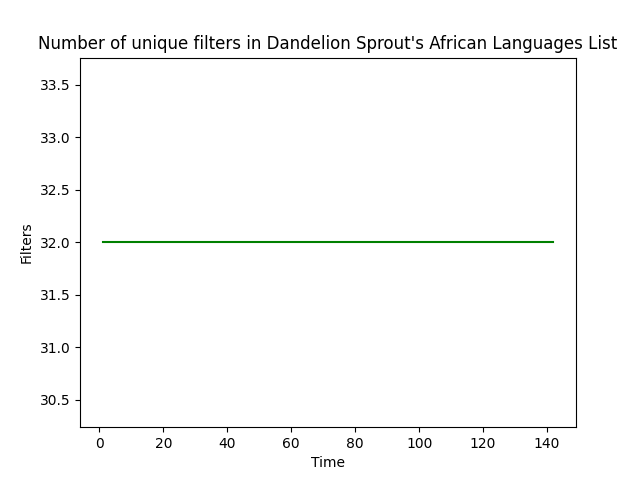 Number of unique filters in Dandelion Sprout's African Languages List
33.5
33.0
32.5
32.0
31.5
31.0
30.5
Filters
0 20 40 60 80 100 120 140
Time